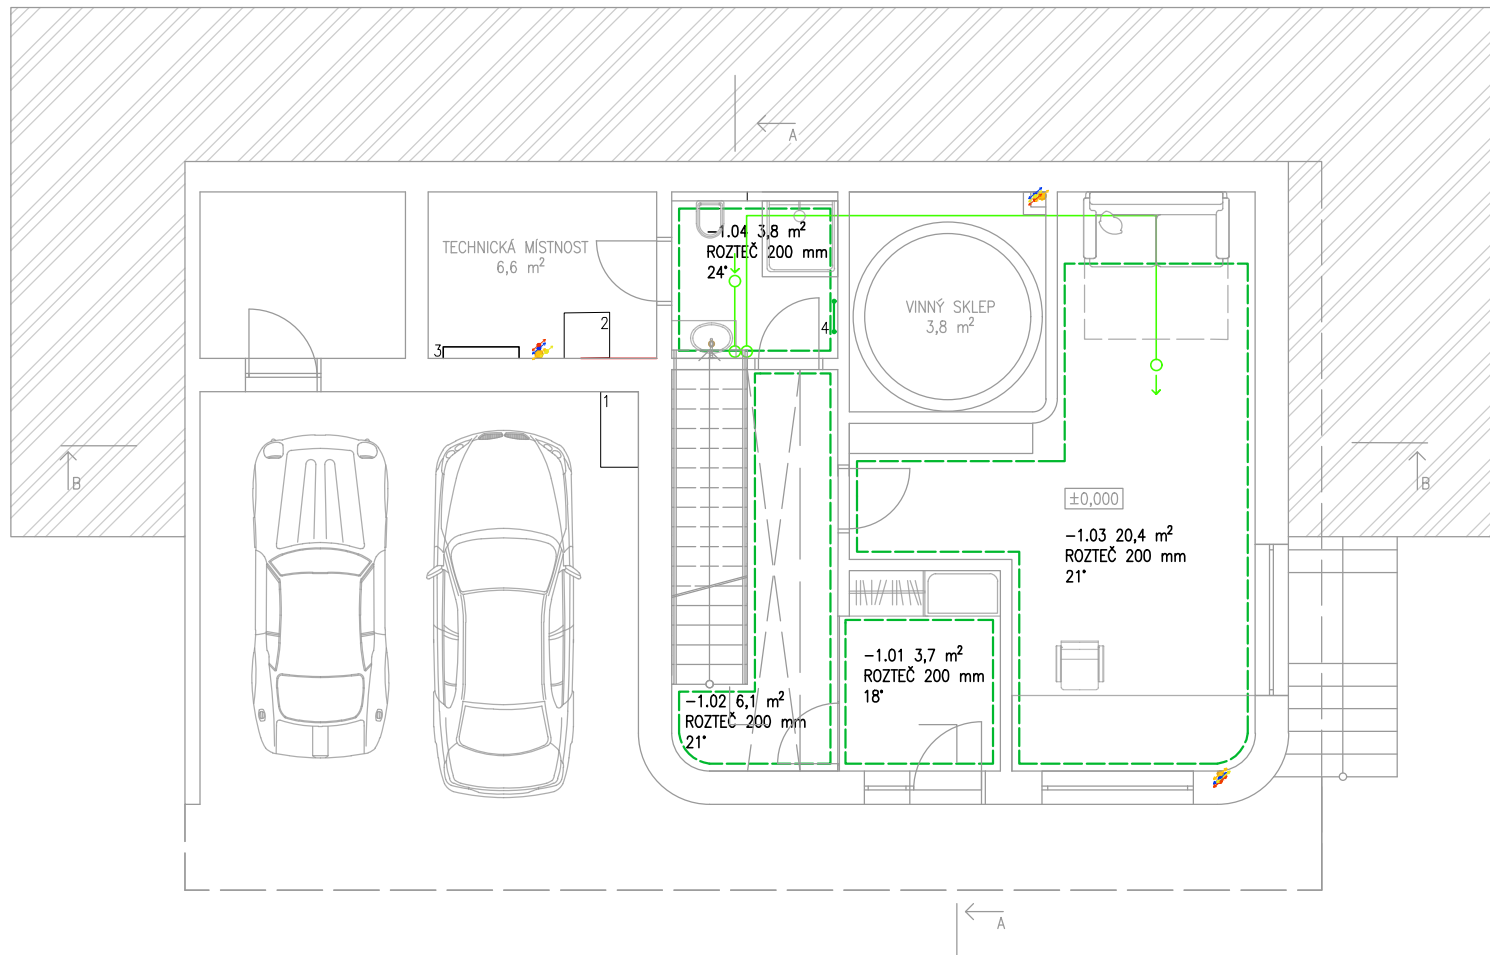 A
TECHNICKÁ MÍSTNOST
6,6 m²
-1.04 3,8 m²
ROZTEČ 200 mm
24°
VINNÝ SKLEP
3,8 m²
2
3
4
1
B
B
±0,000
-1.03 20,4 m²
ROZTEČ 200 mm
21°
-1.01 3,7 m²
ROZTEČ 200 mm
18°
-1.02 6,1 m²
ROZTEČ 200 mm
21°
A